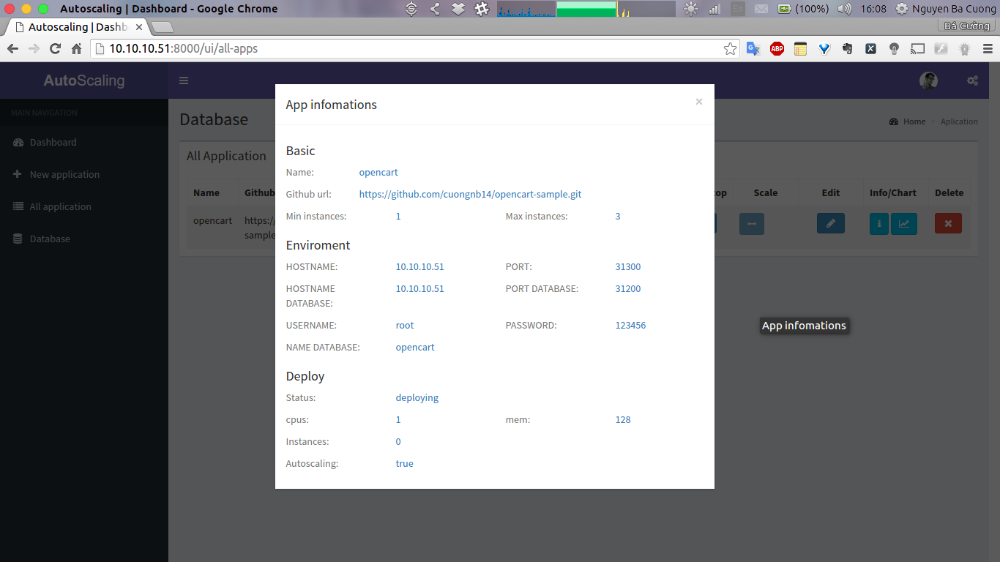 Autoscaling | Dashboard - Google Chrome
En
(100%)
16:08
Nguyen Ba Cuong
Autoscaling | Dashb
Bá Cường
10.10.10.51:8000/ui/all-apps
ABP
AutoScaling
MAIN NAVIGATION
Dashboard
New application
All application
Database
Database
Home > Aplication
All Application
Name
Github
op
Scale
Edit
Info/Chart
Delete
opencart
https:/
sample
App infomations
×
Basic
Name: opencart
Github url: https://github.com/cuongnb14/opencart-sample.git
Min instances: 1 Max instances: 3
Enviroment
HOSTNAME: 10.10.10.51 PORT: 31300
HOSTNAME DATABASE: 10.10.10.51 PORT DATABASE: 31200
USERNAME: root PASSWORD: 123456
NAME DATABASE: opencart
Deploy
Status: deploying
cpus: 1 mem: 128
Instances: 0
Autoscaling: true
App infomations